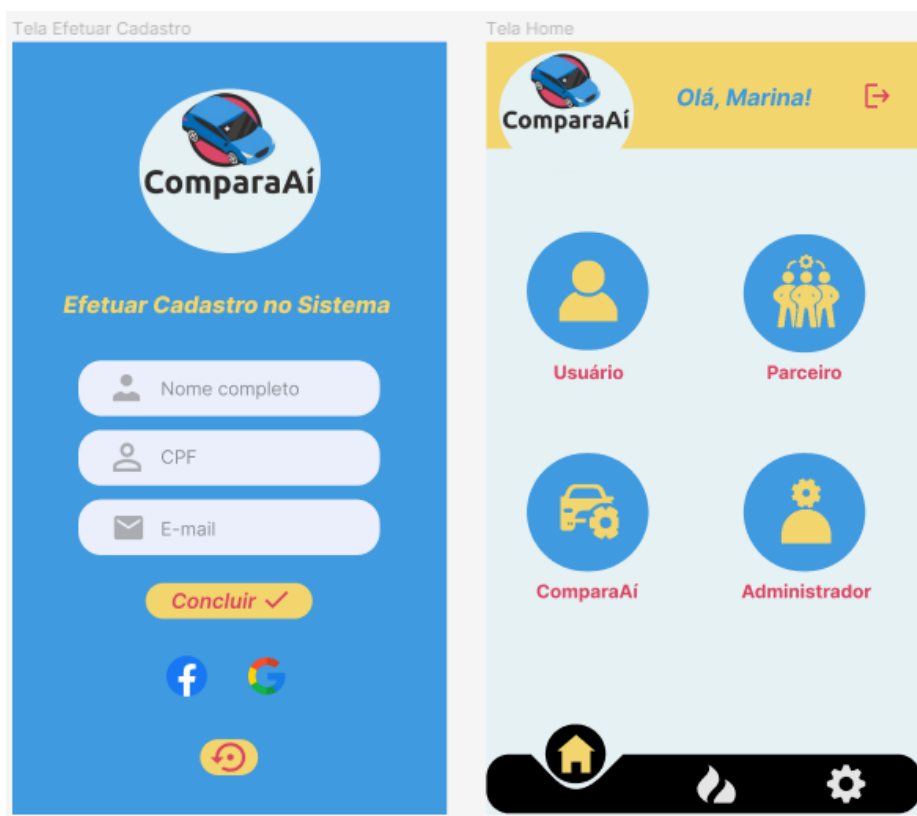 Tela Efetuar Cadastro
ComparaAí
Efetuar Cadastro no Sistema
Nome completo
CPF
E-mail
Concluir
Tela Home
ComparaAí
Olá, Marina!
Usuário
Parceiro
ComparaAí
Administrador